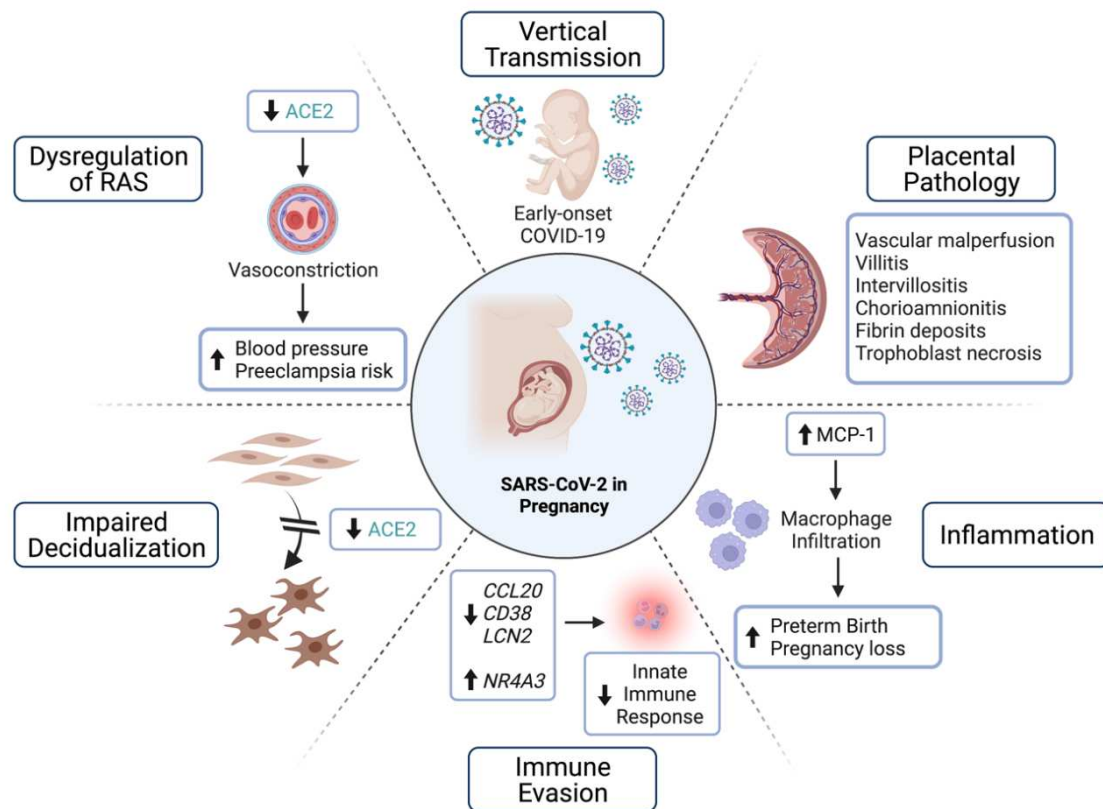 Vertical
Transmission
Early-onset
COVID-19
Dysregulation
of RAS
ACE2
Vasoconstriction
Blood pressure
Preeclampsia risk
Placental
Pathology
Vascular malperfusion
Villitis
Intervillositis
Chorioamnionitis
Fibrin deposits
Trophoblast necrosis
SARS-CoV-2 in
Pregnancy
Impaired
Decidualization
ACE2
MCP-1
Macrophage
Infiltration
Inflammation
Preterm Birth
Pregnancy loss
CCL20
CD38
LCN2
NR4A3
Innate
Immune
Response
Immune
Evasion